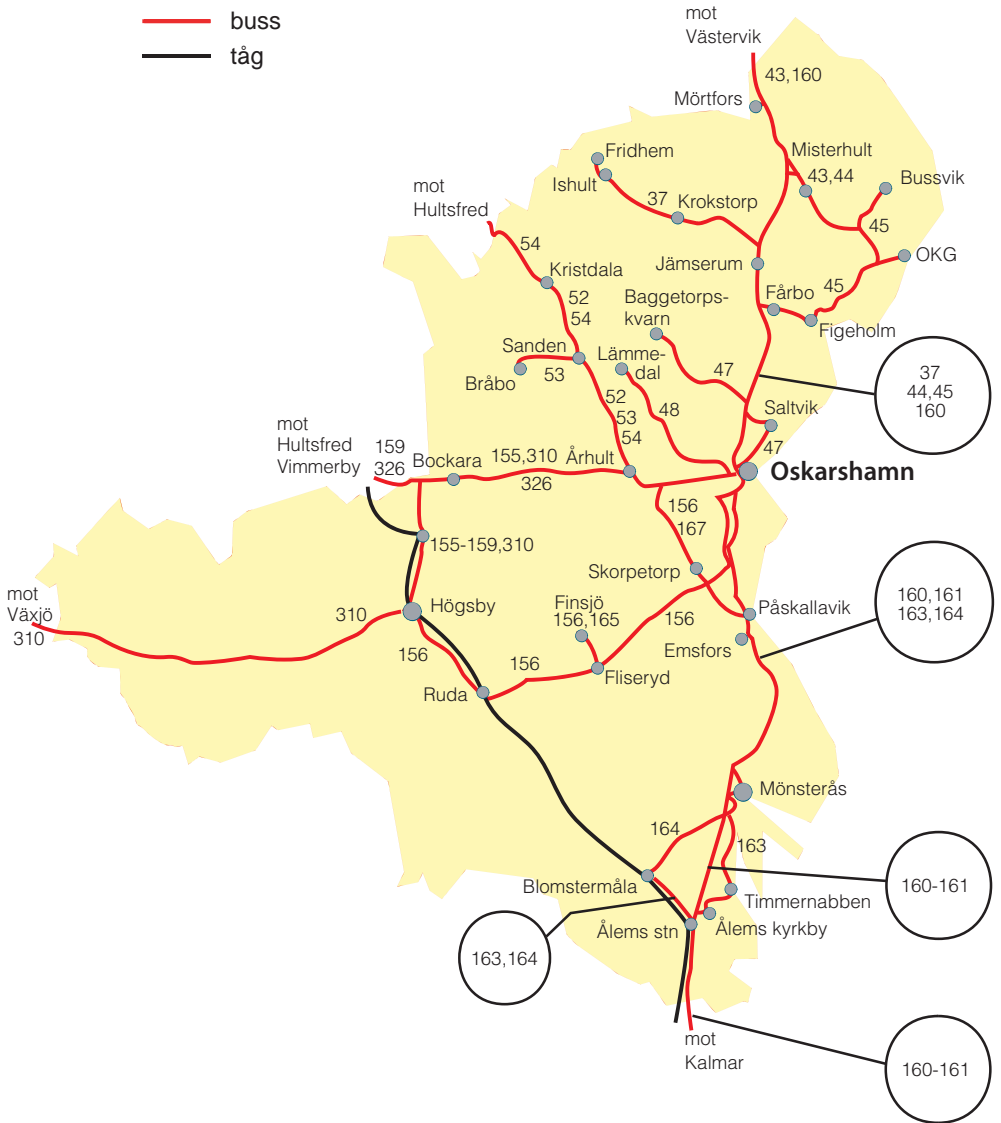 buss
tåg
mot
Västervik
43,160
Mörtfors
Misterhult
43,44
Bussvik
Fridhem
Ishult
37
Krokstorp
mot
Hultsfred
54
45
OKG
Kristdala
Jämserum
45
52
54
Baggetorps-
kvarn
Fårbo
Figeholm
Sanden
53
Bråbo
Lämme-
dal
47
37
44,45
160
52
53
54
48
Saltvik
47
mot
Hultsfred
Vimmerby
159
326
Bockara
155,310
326
Århult
Oskarshamn
156
167
155-159,310
Skorpetorp
mot
Växjö
310
310
Högsby
Finsjö
156,165
156
Påskallavik
160,161
163,164
Emsfors
156
156
Fliseryd
Ruda
Mönsterås
164
163
Blomstermåla
Timmernabben
160-161
Ålems stn
Ålems kyrkby
163,164
mot
Kalmar
160-161